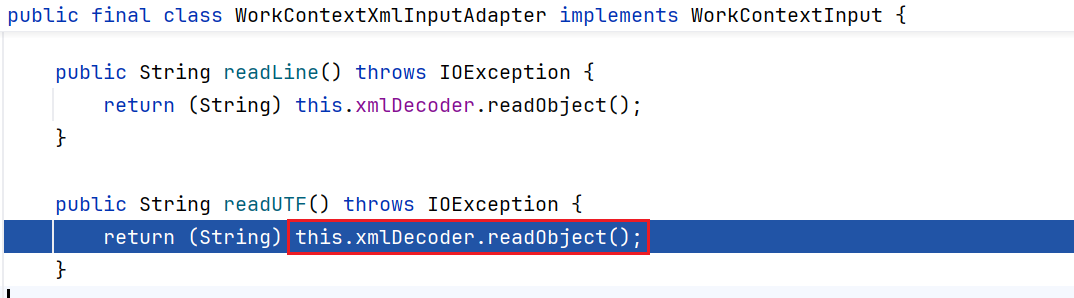 public final class WorkContextXmlInputAdapter implements WorkContextInput {
public String readLine() throws IOException {
return (String) this.xmlDecoder.readObject();
}
public String readUTF() throws IOException {
return (String) this.xmlDecoder.readObject();
}